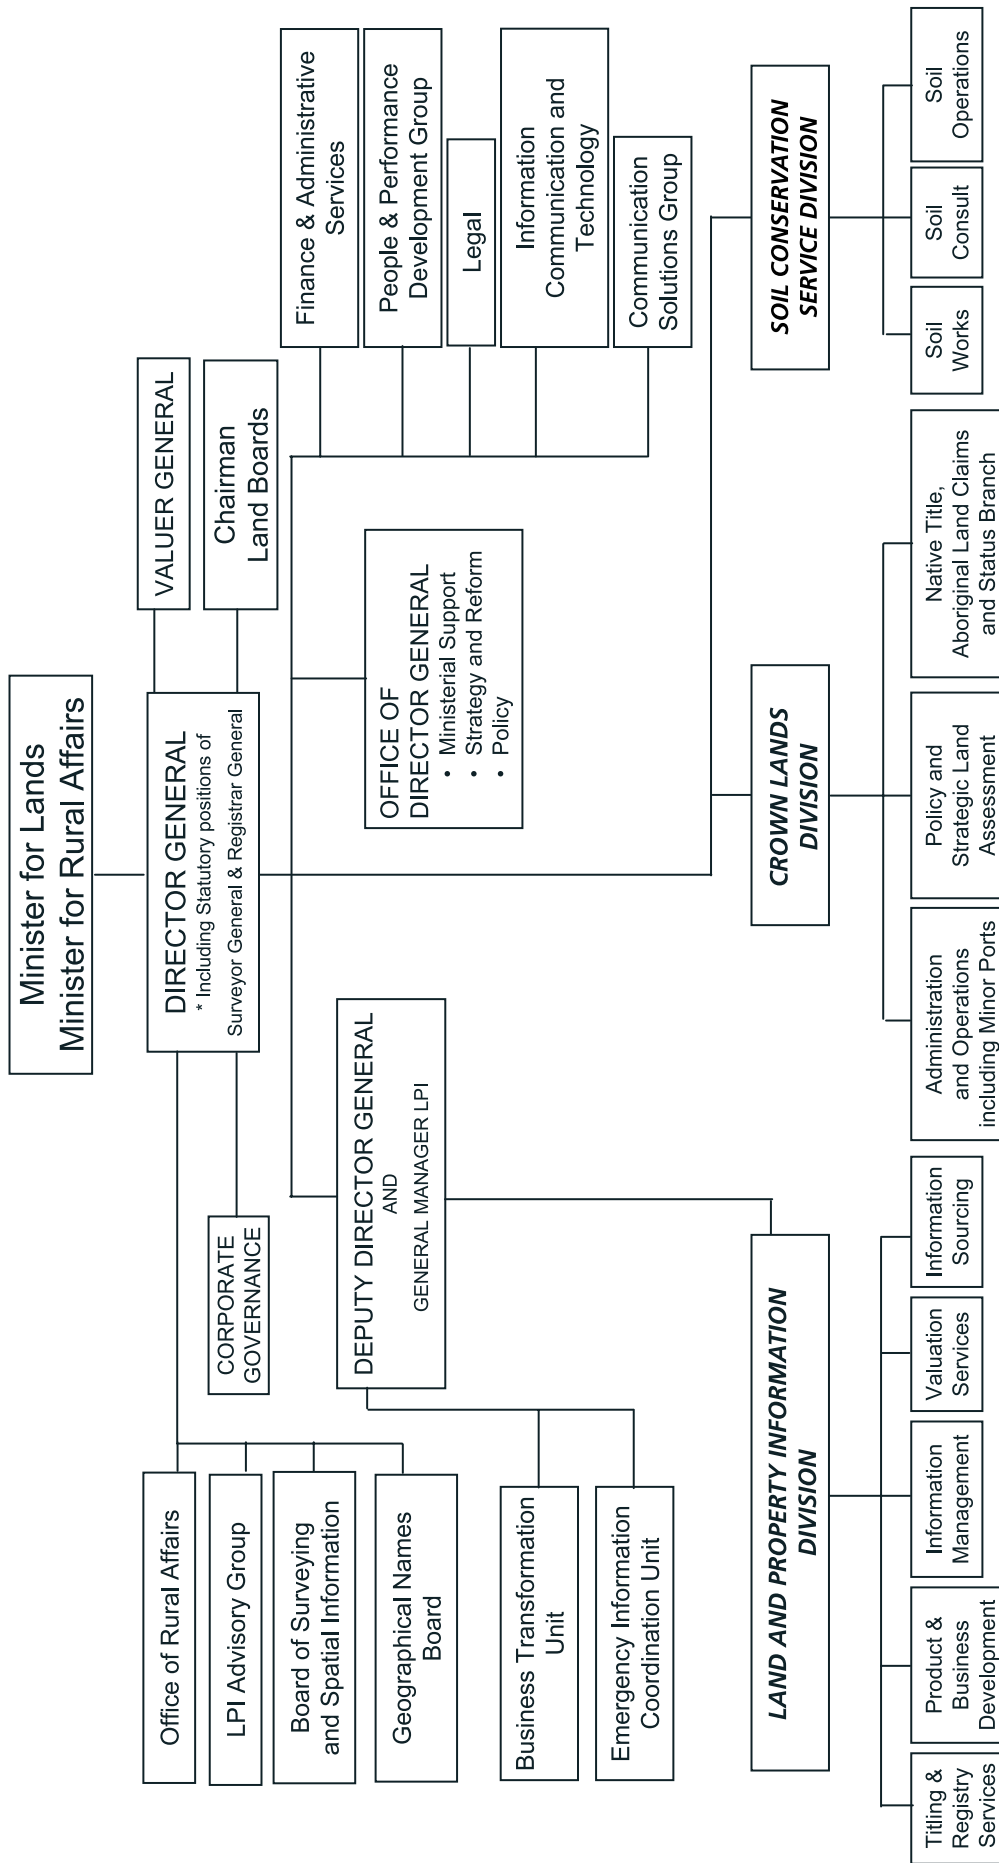 Minister for Lands
Minister for Rural Affairs
DIRECTOR GENERAL
* Including Statutory positions of
Surveyor General & Registrar General
VALUER GENERAL
Chairman
Land Boards
CORPORATE
GOVERNANCE
Office of Rural Affairs
LPI Advisory Group
Board of Surveying
and Spatial Information
Geographical Names
Board
DEPUTY DIRECTOR GENERAL
AND
GENERAL MANAGER LPI
OFFICE OF
DIRECTOR GENERAL
• Ministerial Support
• Strategy and Reform
• Policy
Finance & Administrative
Services
People & Performance
Development Group
Legal
Information
Communication and
Technology
Communication
Solutions Group
Business Transformation
Unit
Emergency Information
Coordination Unit
LAND AND PROPERTY INFORMATION
DIVISION
CROWN LANDS
DIVISION
SOIL CONSERVATION
SERVICE DIVISION
Titling &
Registry
Services
Product &
Business
Development
Information
Management
Valuation
Services
Information
Sourcing
Administration
and Operations
including Minor Ports
Policy and
Strategic Land
Assessment
Native Title,
Aboriginal Land Claims
and Status Branch
Soil
Works
Soil
Consult
Soil
Operations